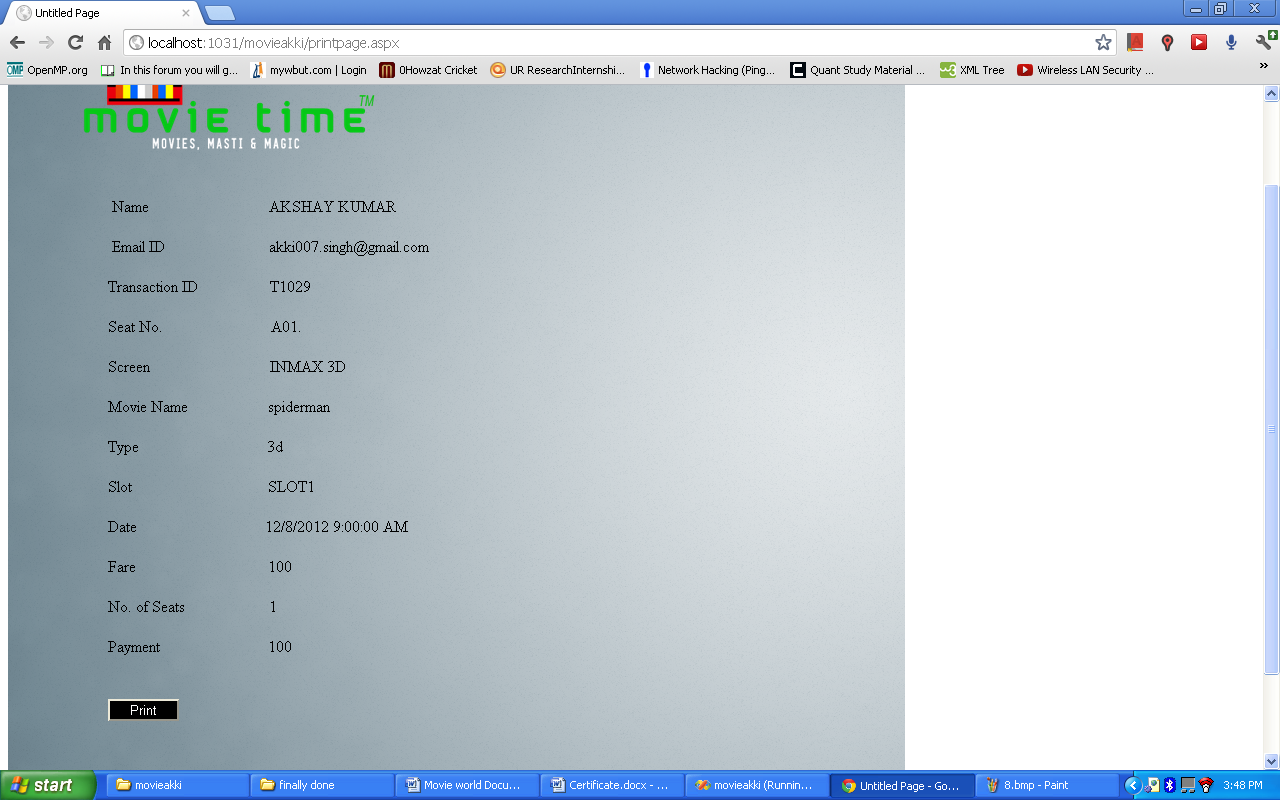 Untitled Page
localhost:1031/movieakki/printpage.aspx
OpenMP.org In this forum you will g... mywbut.com | Login 0Howzat Cricket UR ResearchInternshi... Network Hacking (Ping... Quant Study Material ... XML Tree Wireless LAN Security ... »
movie time TM
MOVIES, MASTI & MAGIC
Name AKSHAY KUMAR
Email ID akki007.singh@gmail.com
Transaction ID T1029
Seat No. A01.
Screen INMAX 3D
Movie Name spiderman
Type 3d
Slot SLOT1
Date 12/8/2012 9:00:00 AM
Fare 100
No. of Seats 1
Payment 100
Print
start movieakki finally done Movie world Docu... Certificate.docx - ... movieakki (Runnin... Untitled Page - Go... 8.bmp - Paint 3:48 PM